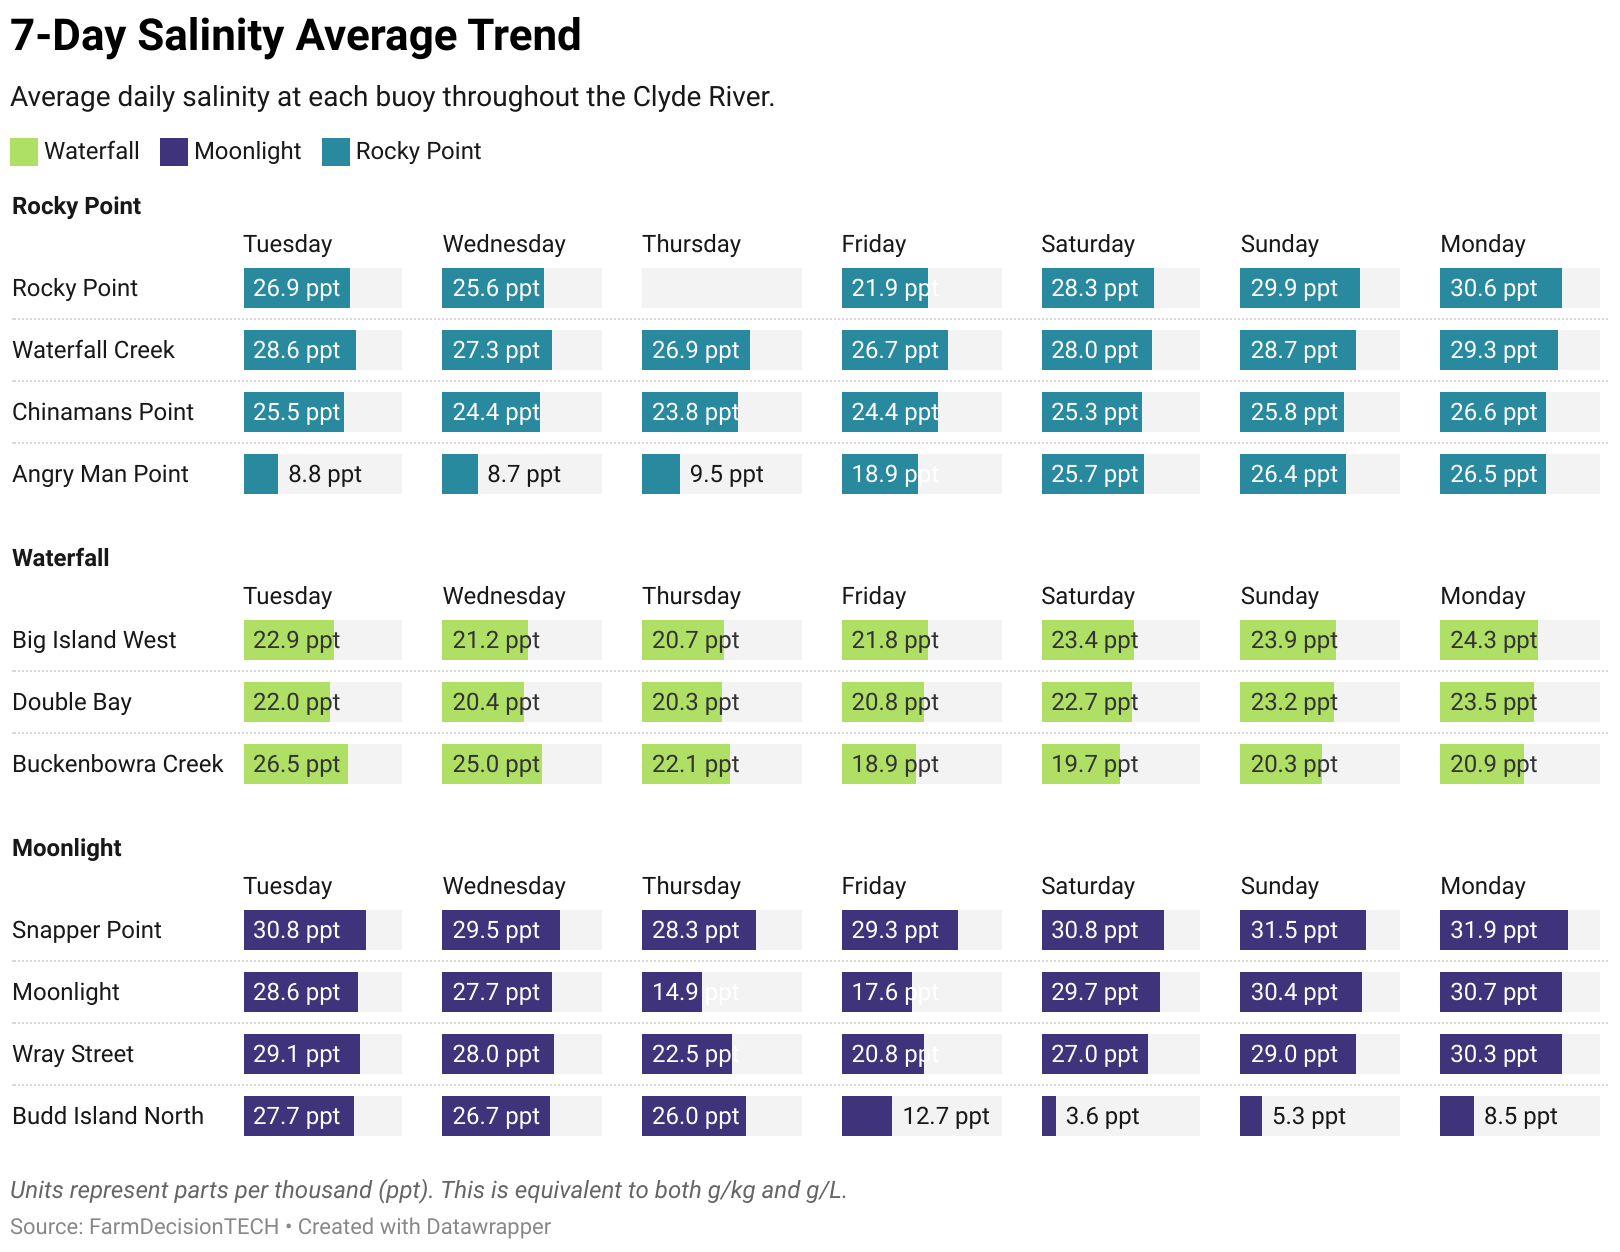 7-Day Salinity Average Trend
Average daily salinity at each buoy throughout the Clyde River.
Waterfall Moonlight Rocky Point
Rocky Point
Tuesday Wednesday Thursday Friday Saturday Sunday Monday
Rocky Point 26.9 ppt 25.6 ppt 21.9 ppt 28.3 ppt 29.9 ppt 30.6 ppt
Waterfall Creek 28.6 ppt 27.3 ppt 26.9 ppt 26.7 ppt 28.0 ppt 28.7 ppt 29.3 ppt
Chinamans Point 25.5 ppt 24.4 ppt 23.8 ppt 24.4 ppt 25.3 ppt 25.8 ppt 26.6 ppt
Angry Man Point 8.8 ppt 8.7 ppt 9.5 ppt 18.9 ppt 25.7 ppt 26.4 ppt 26.5 ppt
Waterfall
Tuesday Wednesday Thursday Friday Saturday Sunday Monday
Big Island West 22.9 ppt 21.2 ppt 20.7 ppt 21.8 ppt 23.4 ppt 23.9 ppt 24.3 ppt
Double Bay 22.0 ppt 20.4 ppt 20.3 ppt 20.8 ppt 22.7 ppt 23.2 ppt 23.5 ppt
Buckenbowra Creek 26.5 ppt 25.0 ppt 22.1 ppt 18.9 ppt 19.7 ppt 20.3 ppt 20.9 ppt
Moonlight
Tuesday Wednesday Thursday Friday Saturday Sunday Monday
Snapper Point 30.8 ppt 29.5 ppt 28.3 ppt 29.3 ppt 30.8 ppt 31.5 ppt 31.9 ppt
Moonlight 28.6 ppt 27.7 ppt 14.9 ppt 17.6 ppt 29.7 ppt 30.4 ppt 30.7 ppt
Wray Street 29.1 ppt 28.0 ppt 22.5 ppt 20.8 ppt 27.0 ppt 29.0 ppt 30.3 ppt
Budd Island North 27.7 ppt 26.7 ppt 26.0 ppt 12.7 ppt 3.6 ppt 5.3 ppt 8.5 ppt
Units represent parts per thousand (ppt). This is equivalent to both g/kg and g/L.
Source: FarmDecisionTECH • Created with Datawrapper